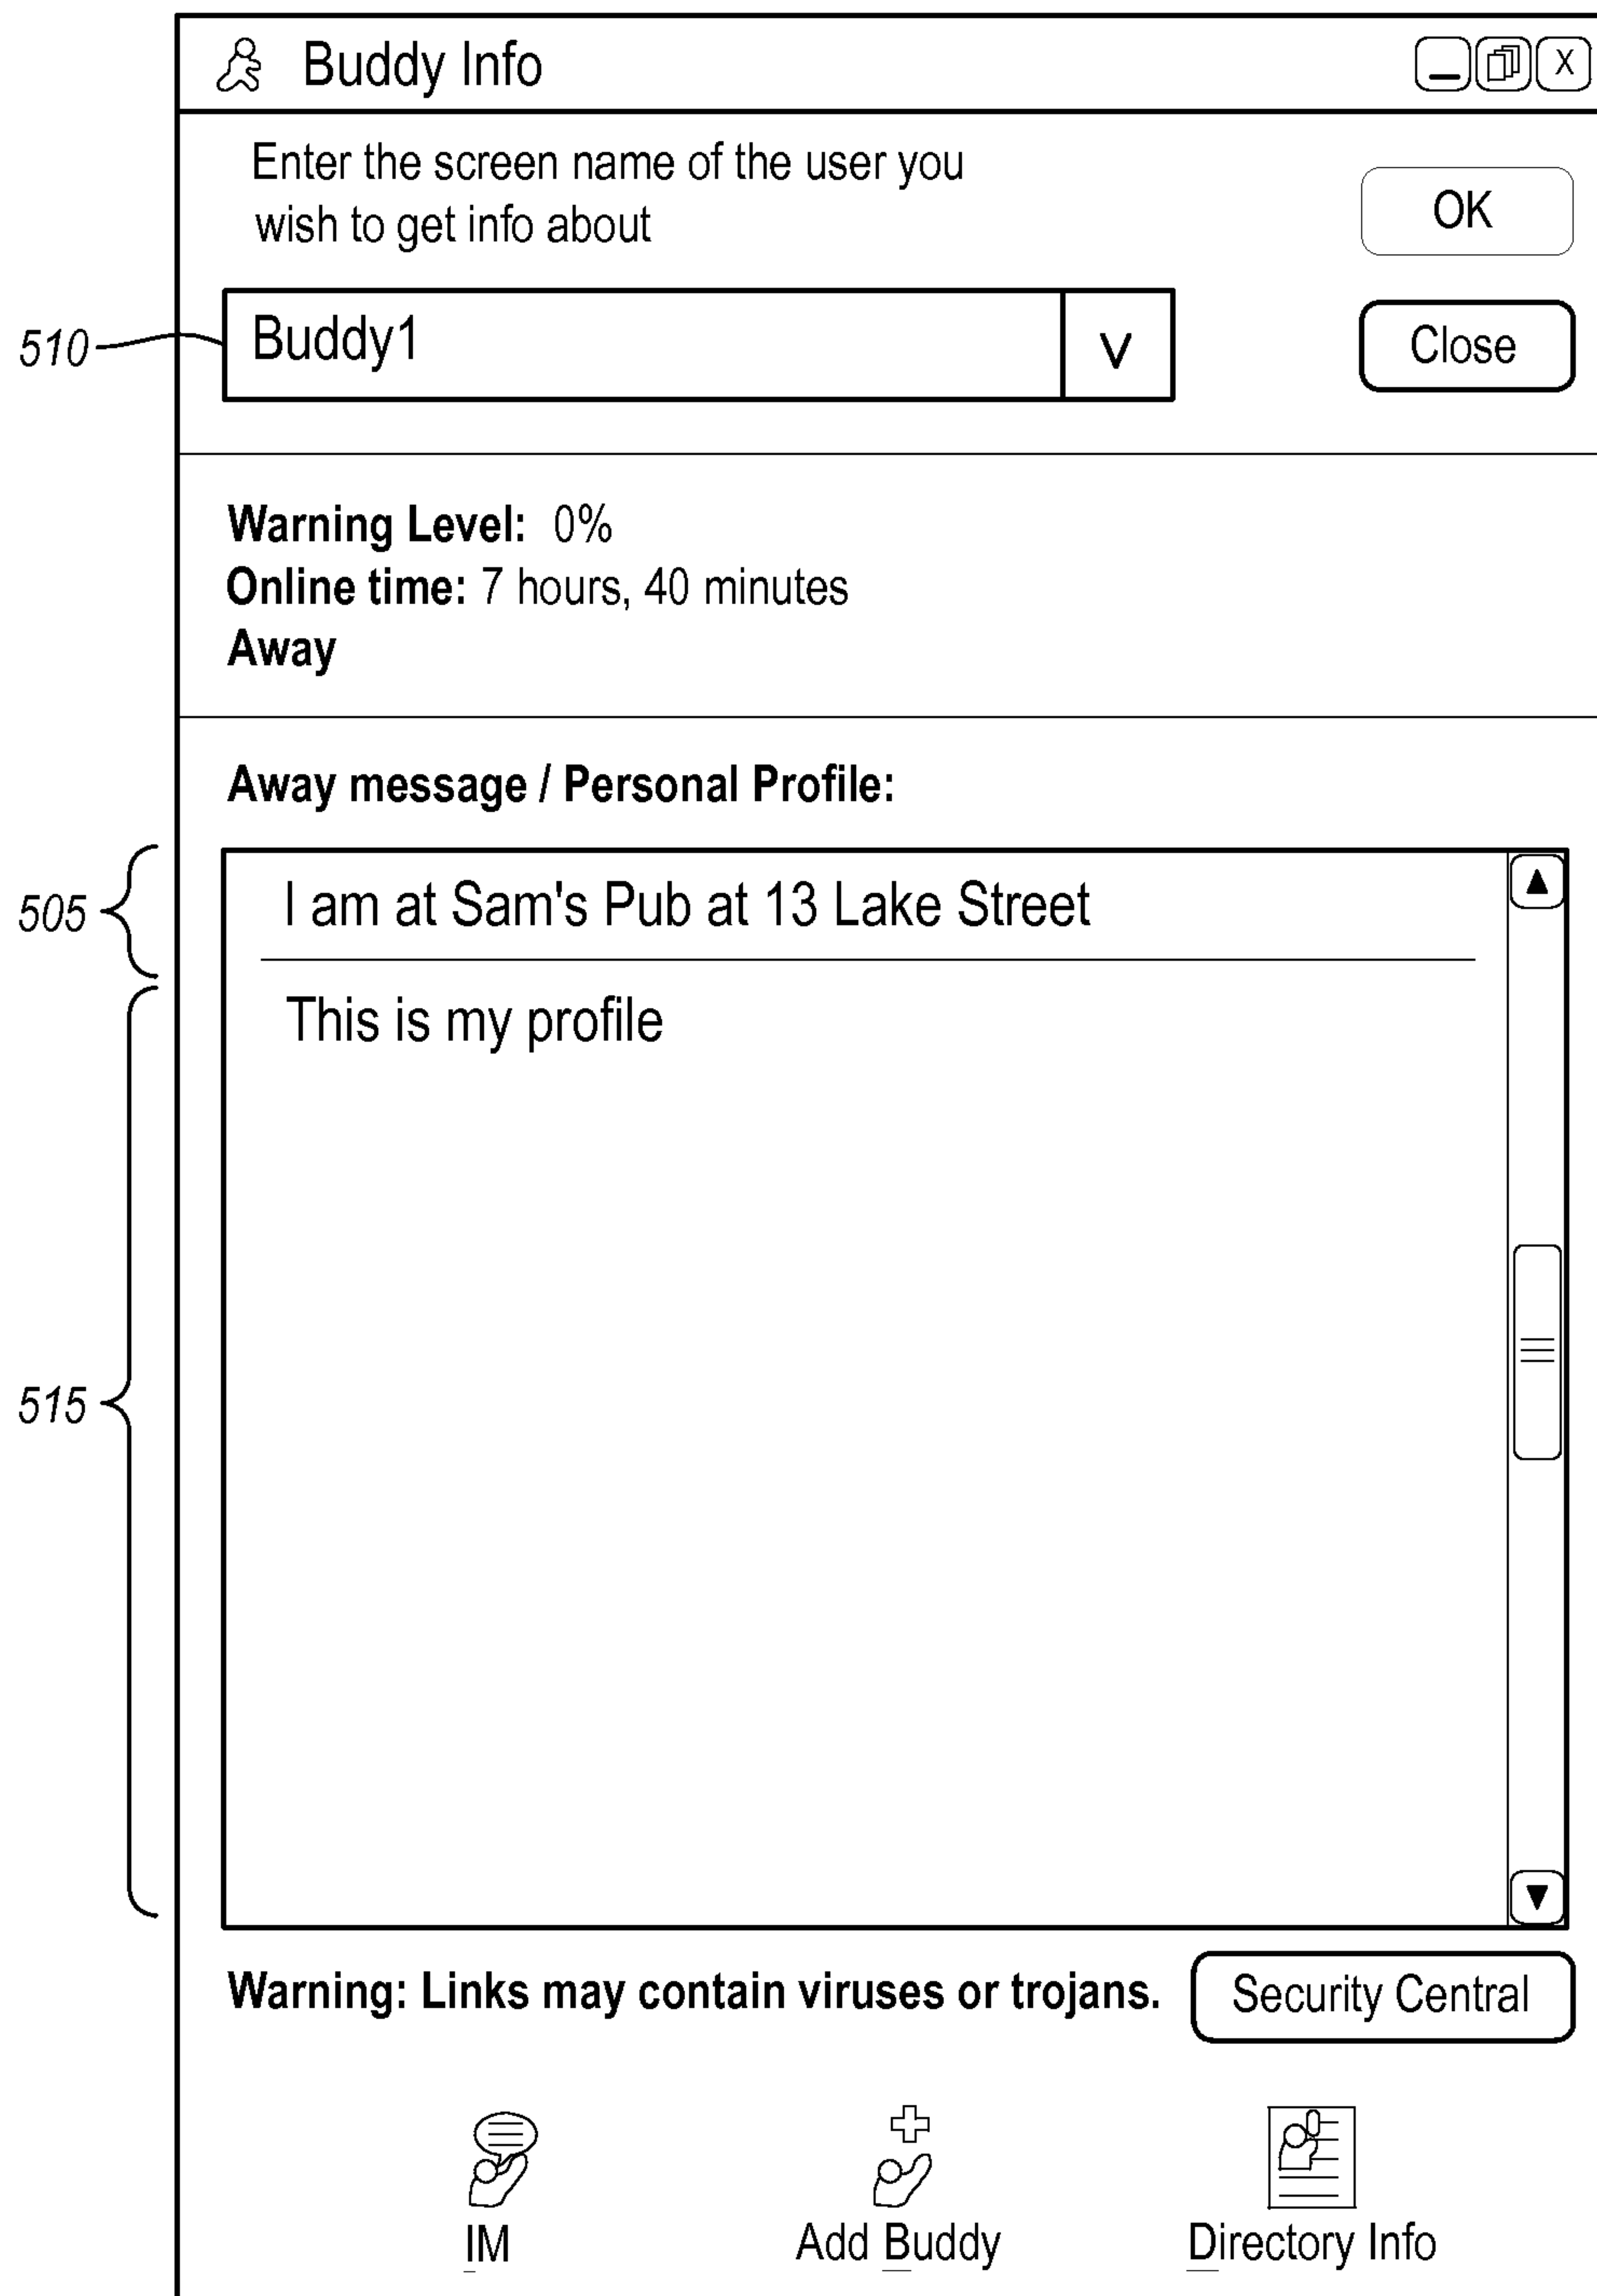 Buddy Info
X
Enter the screen name of the user you
wish to get info about
OK
510
Buddy1
V
Close
Warning Level: 0%
Online time: 7 hours, 40 minutes
Away
Away message / Personal Profile:
505
I am at Sam's Pub at 13 Lake Street
This is my profile
515
Warning: Links may contain viruses or trojans.
Security Central
IM
Add Buddy
Directory Info